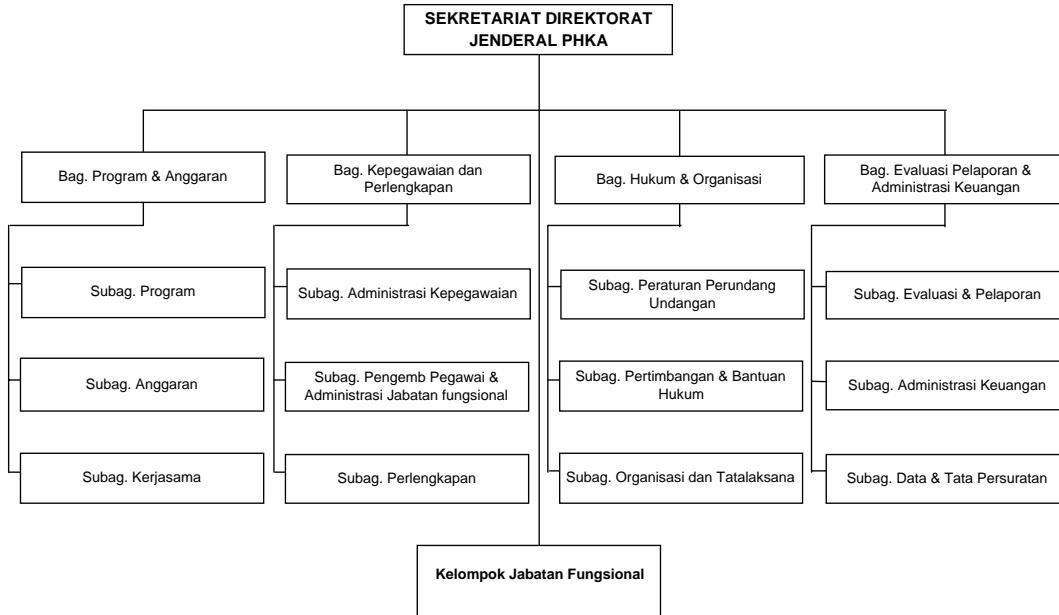 SEKRETARIAT DIREKTORAT
JENDERAL PHKA
Bag. Program & Anggaran
Bag. Kepegawaian dan
Perlengkapan
Bag. Hukum & Organisasi
Bag. Evaluasi Pelaporan &
Administrasi Keuangan
Subag. Program
Subag. Administrasi Kepegawaian
Subag. Peraturan Perundang
Undangan
Subag. Evaluasi & Pelaporan
Subag. Anggaran
Subag. Pengemb Pegawai &
Administrasi Jabatan fungsional
Subag. Pertimbangan & Bantuan
Hukum
Subag. Administrasi Keuangan
Subag. Kerjasama
Subag. Perlengkapan
Subag. Organisasi dan Tatalaksana
Subag. Data & Tata Persuratan
Kelompok Jabatan Fungsional